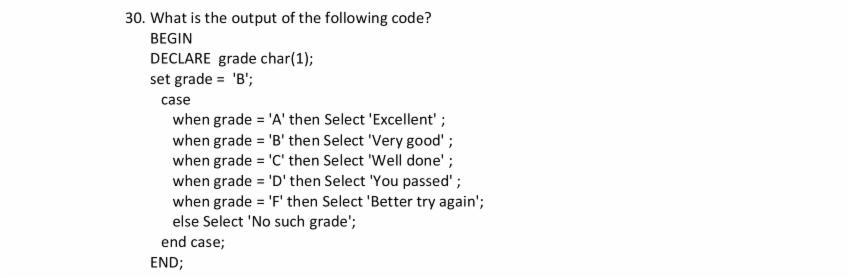 30. What is the output of the following code?
BEGIN
DECLARE grade char(1);
set grade = 'B';
case
when grade = 'A' then Select 'Excellent' ;
when grade = 'B' then Select 'Very good' ;
when grade = 'C' then Select 'Well done' ;
when grade = 'D' then Select 'You passed' ;
when grade = 'F' then Select 'Better try again';
else Select 'No such grade';
end case;
END;